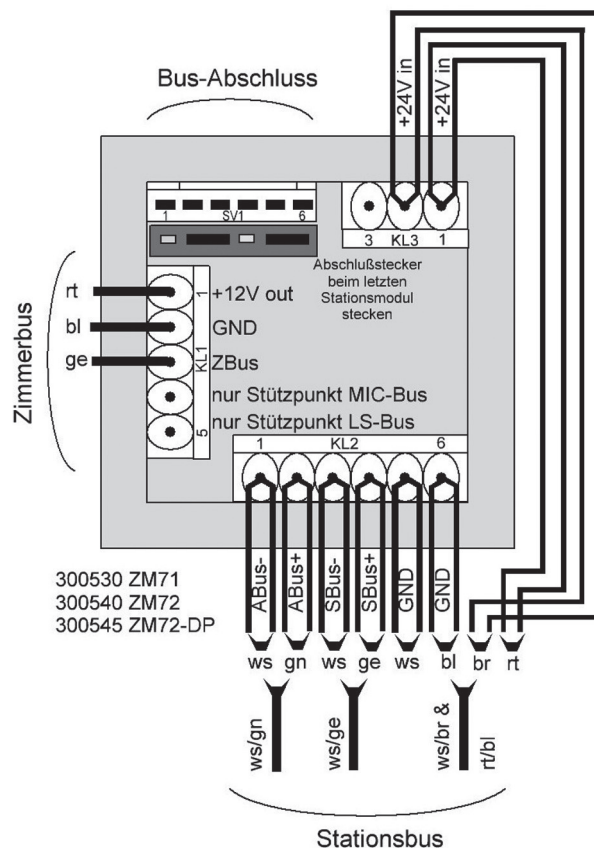 +24V in
+24V in
Bus-Abschluss
1 SV1 6
3 KL3 1
Abschlußstecker
beim letzten
Stationsmodul
stecken
Zimmerbus
rt
bl
ge
1
KL1
5
+12V out
GND
ZBus
nur Stützpunkt MIC-Bus
nur Stützpunkt LS-Bus
1 KL2 6
300530 ZM71
300540 ZM72
300545 ZM72-DP
ABus-
ABus+
SBus-
SBus+
GND
GND
ws gn ws ge ws bl br rt
ws/gn
ws/ge
ws/br &
rt/bl
Stationsbus